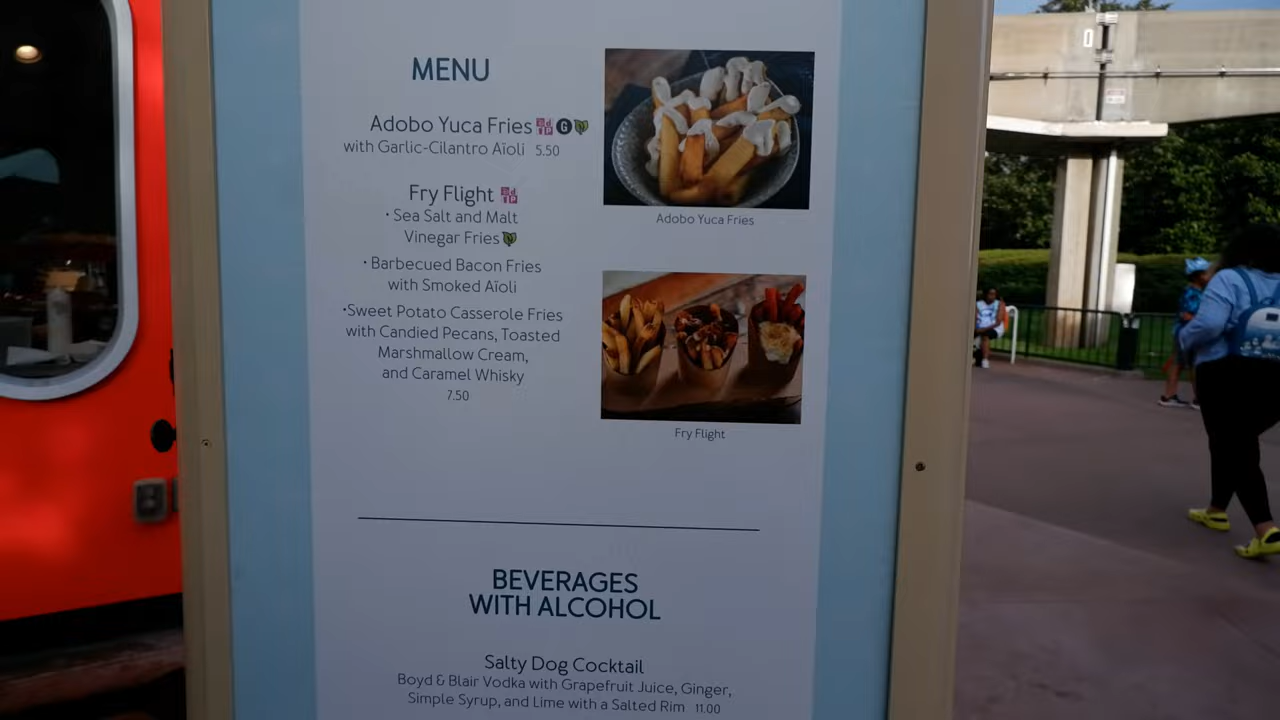 MENU
Adobo Yuca Fries
with Garlic-Cilantro Aïoli 5.50
Fry Flight
• Sea Salt and Malt
Vinegar Fries
• Barbecued Bacon Fries
with Smoked Aïoli
• Sweet Potato Casserole Fries
with Candied Pecans, Toasted
Marshmallow Cream,
and Caramel Whisky
7.50
Adobo Yuca Fries
Fry Flight
BEVERAGES
WITH ALCOHOL
Salty Dog Cocktail
Boyd & Blair Vodka with Grapefruit Juice, Ginger,
Simple Syrup, and Lime with a Salted Rim 11.00